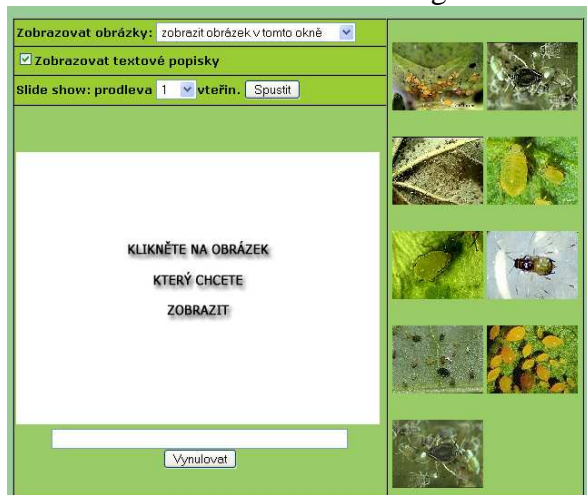 Zobrazovat obrázky: zobrazit obrázek v tomto okně
Zobrazovat textové popisky
Slide show: prodleva 1 vteřin. Spustit
KLIKNĚTE NA OBRÁZEK
KTERÝ CHCETE
ZOBRAZIT
Vynulovat